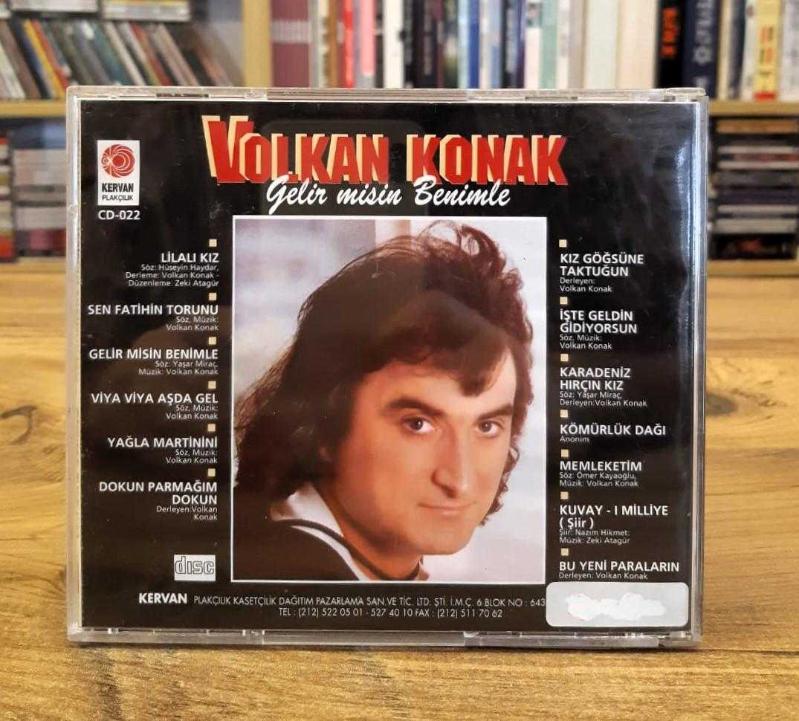 VOLKAN KONAK
Gelir misin Benimle
KERVAN
PLAKÇILIK
CD-022
LİLALI KIZ
Söz: Hüseyin Haydar,
Derleme: Volkan Konak -
Düzenleme: Zeki Atagür
SEN FATİHİN TORUNU
Söz, Müzik:
Volkan Konak
GELİR MİSİN BENİMLE
Söz: Yaşar Miraç,
Müzik: Volkan Konak
VİYA VİYA AŞDA GEL
Söz, Müzik:
Volkan Konak
YAĞLA MARTİNİNİ
Söz, Müzik:
Volkan Konak
DOKUN PARMAĞIM
DOKUN
Derleyen:Volkan
Konak
disc
KIZ GÖĞSÜNE
TAKTUĞUN
Derleyen:
Volkan Konak
İŞTE GELDİN
GİDİYORSUN
Söz, Müzik:
Volkan Konak
KARADENİZ
HIRÇIN KIZ
Söz: Yaşar Miraç,
Derleyen:Volkan Konak
KÖMÜRLÜK DAĞI
Anonim
MEMLEKETİM
Söz: Ömer Kayaoğlu,
Müzik: Volkan Konak
KUVAY - I MİLLİYE
( Şiir )
Şiir: Nazım Hikmet:
Müzik: Zeki Atagür
BU YENİ PARALARIN
Derleyen: Volkan Konak
KERVAN PLAKÇILIK KASETÇİLİK DAĞITIM PAZARLAMA SAN.VE TİC. LTD. ŞTİ. İ.M.Ç. 6 BLOK NO : 643
TEL : (212) 522 05 01 - 527 40 10 FAX : (212) 511 70 62